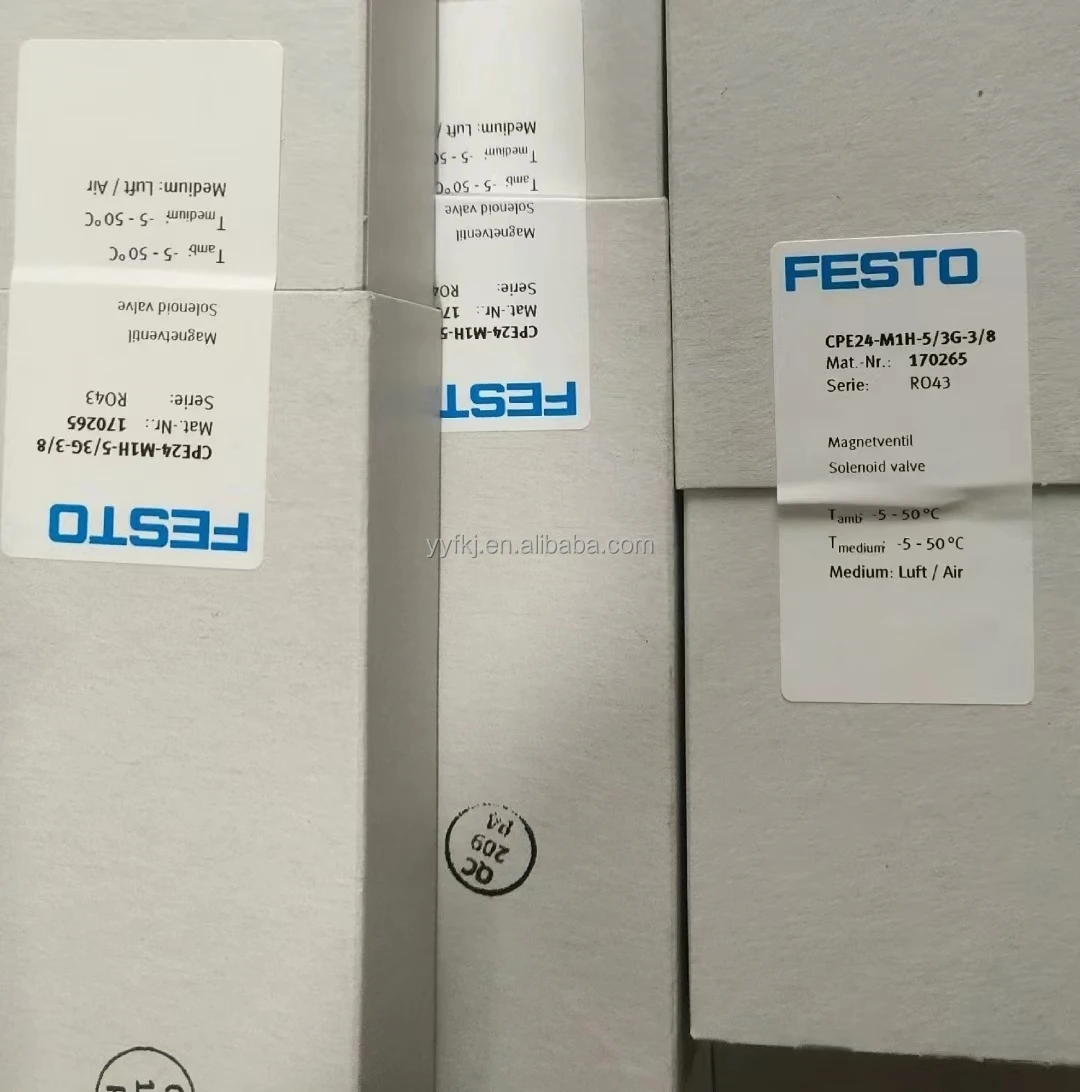 FESTO
CPE24-M1H-5/3G-3/8
Mat.-Nr.: 170265
Serie: RO43
Magnetventil
Solenoid valve
Tamb: -5 - 50°C
Tmedium: -5 - 50°C
Medium: Luft / Air
FESTO
CPE24-M1H-5
Mat.-Nr.: 17
Serie: RO4
Magnetventil
Solenoid valve
Tamb: -5 - 50°C
Tmedium: -5 - 50
Medium: Luft /
FESTO
CPE24-M1H-5/3G-3/8
Mat.-Nr.: 170265
Serie: RO43
Magnetventil
Solenoid valve
Tamb: -5 - 50°C
Tmedium: -5 - 50°C
Medium: Luft / Air
yyfkj.en.alibaba.com
QC
209